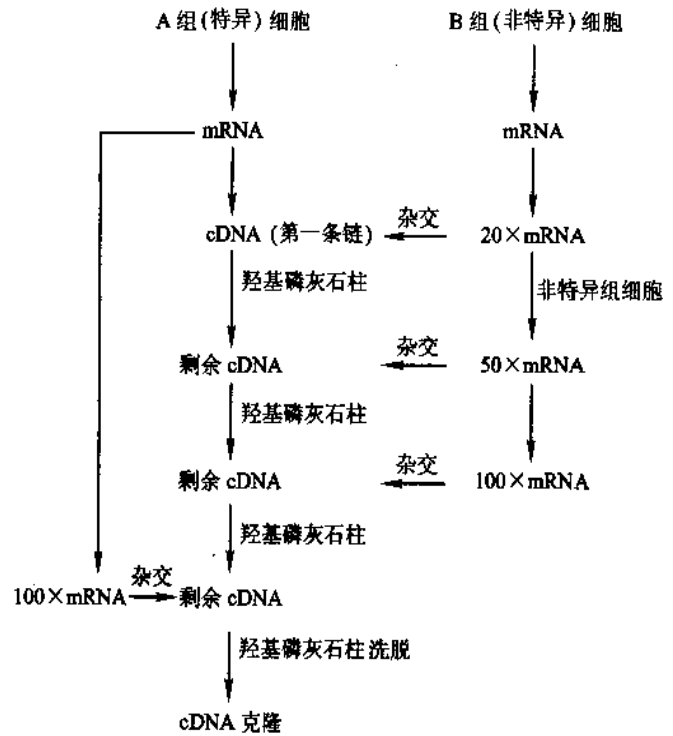 A 组(特异)细胞
B 组(非特异)细胞
mRNA
mRNA
cDNA (第一条链)
杂交
20×mRNA
羟基磷灰石柱
非特异组细胞
剩余 cDNA
杂交
50×mRNA
羟基磷灰石柱
剩余 cDNA
杂交
100×mRNA
羟基磷灰石柱
100×mRNA
杂交
剩余 cDNA
羟基磷灰石柱洗脱
cDNA 克隆